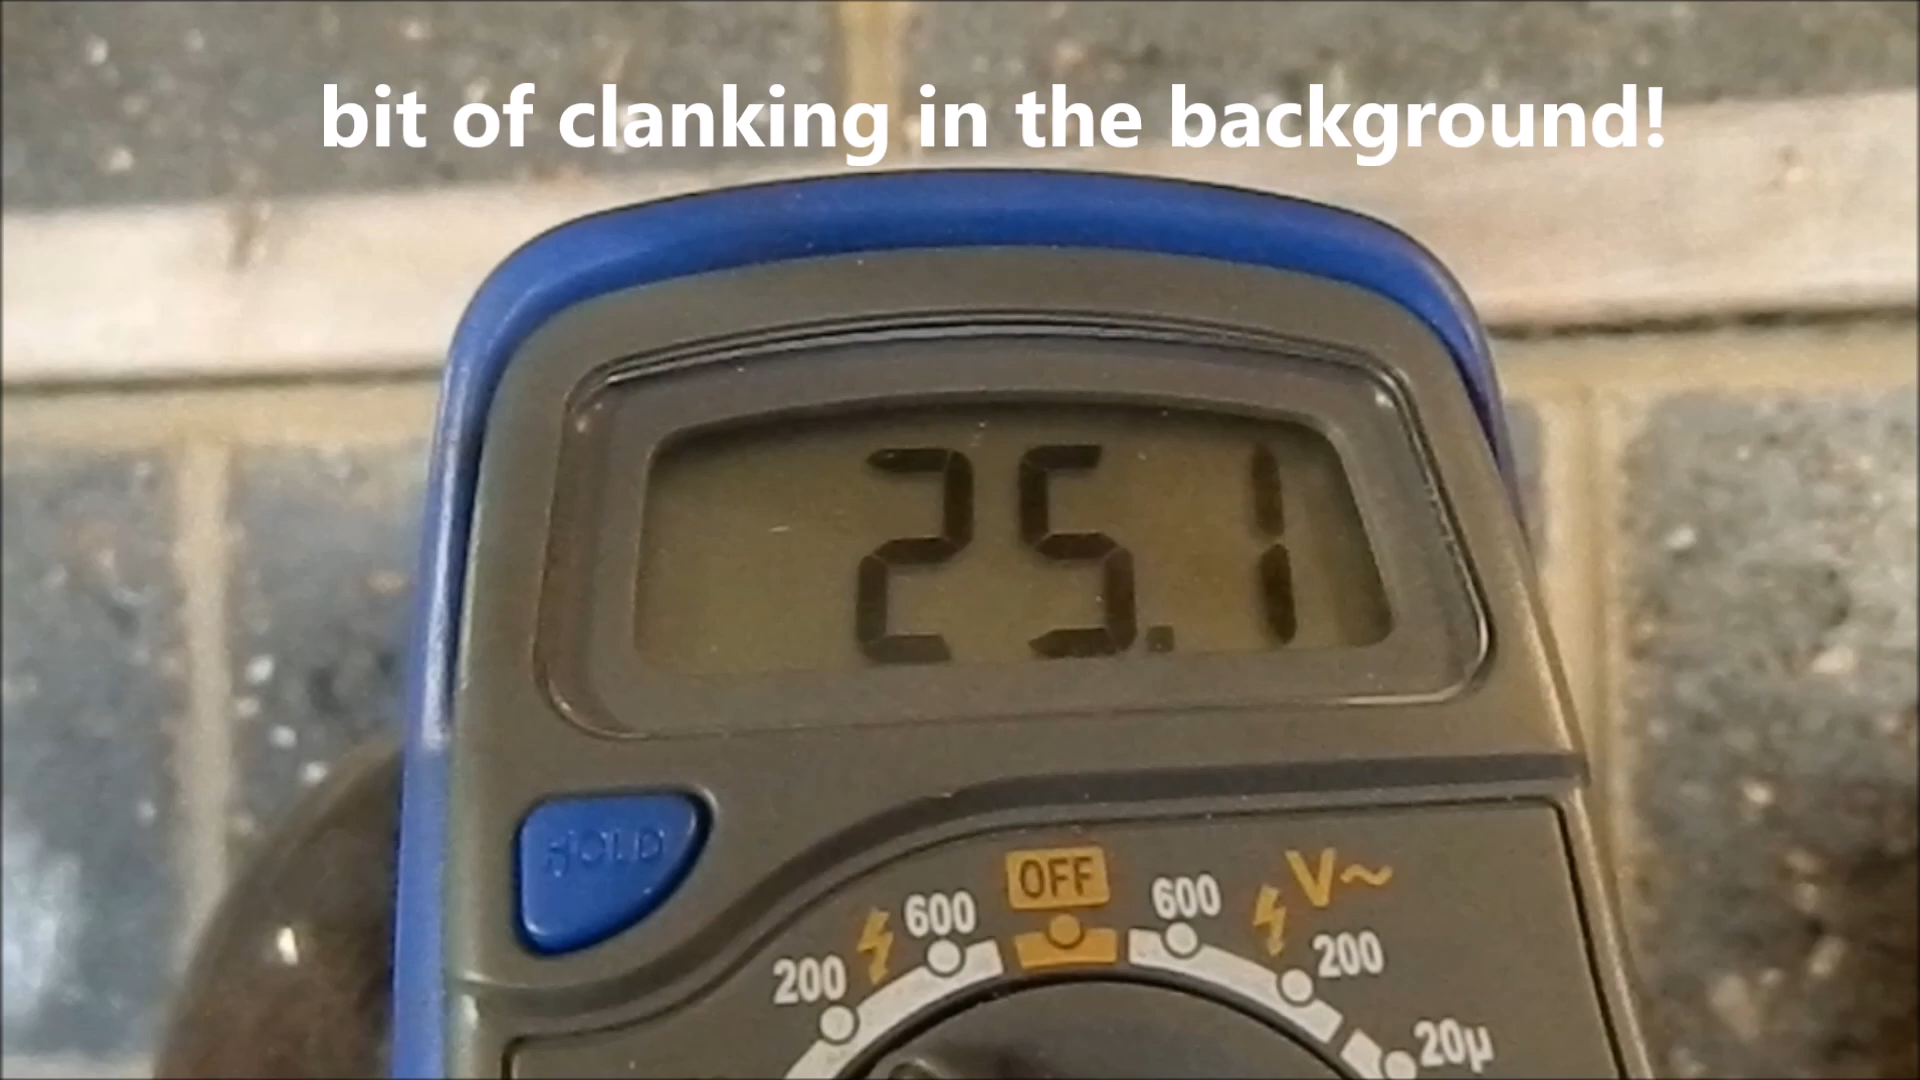 bit of clanking in the background!
25.1
HOLD
OFF
600
600
V~
200
200
20µ